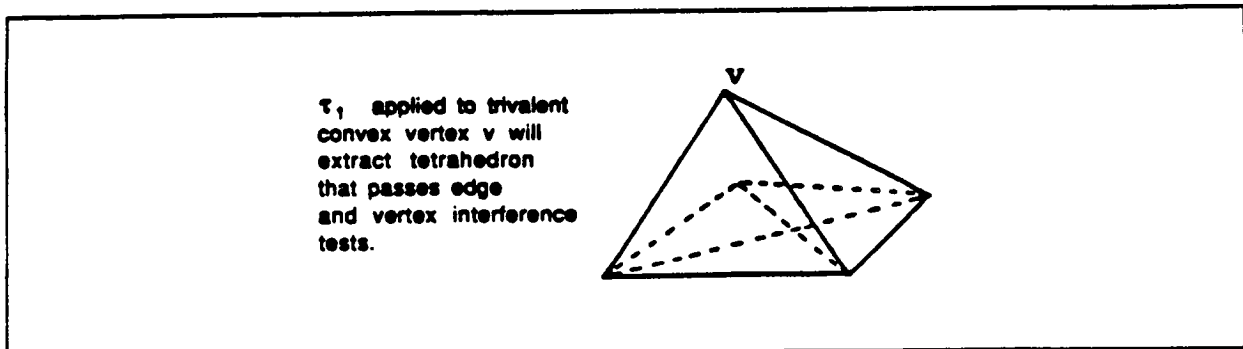 V
τ₁ applied to trivalent
convex vertex v will
extract tetrahedron
that passes edge
and vertex interference
tests.